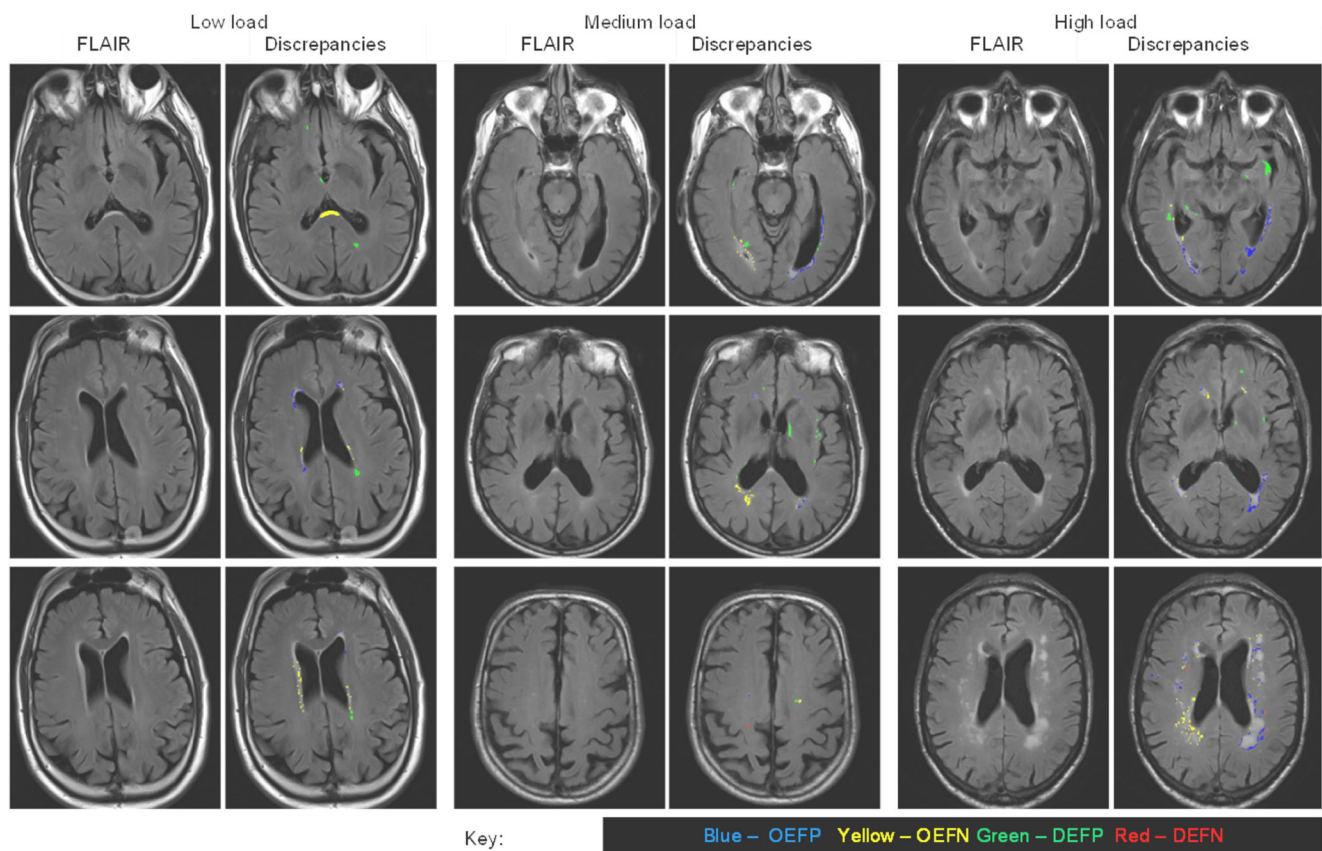 Low load Medium load High load
FLAIR Discrepancies FLAIR Discrepancies FLAIR Discrepancies
Key: Blue – OEFP Yellow – OEFN Green – DEFP Red – DEFN